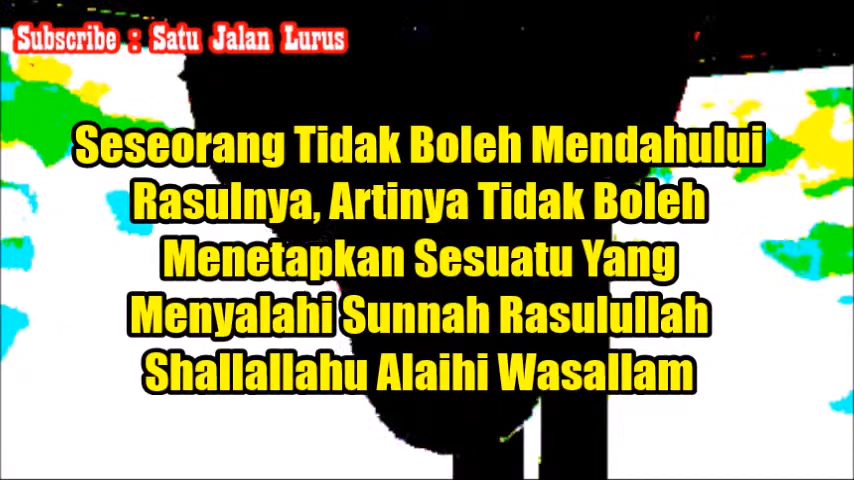 Subscribe : Satu Jalan Lurus
Seseorang Tidak Boleh Mendahului
Rasulnya, Artinya Tidak Boleh
Menetapkan Sesuatu Yang
Menyalahi Sunnah Rasulullah
Shallallahu Alaihi Wasallam